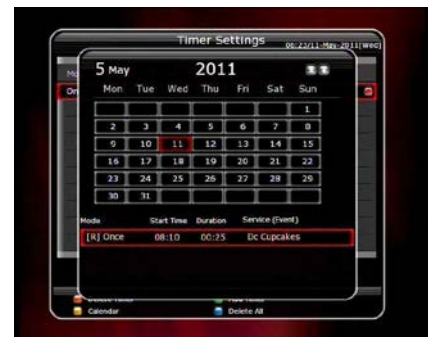 Timer Settings
06:23/11-May-2011[Wed]
5 May 2011
Mon Tue Wed Thu Fri Sat Sun
1
2 3 4 5 6 7 8
9 10 11 12 13 14 15
16 17 18 19 20 21 22
23 24 25 26 27 28 29
30 31
Mode Start Time Duration Service (Event)
[R] Once 08:10 00:25 Dc Cupcakes
Calendar Delete All